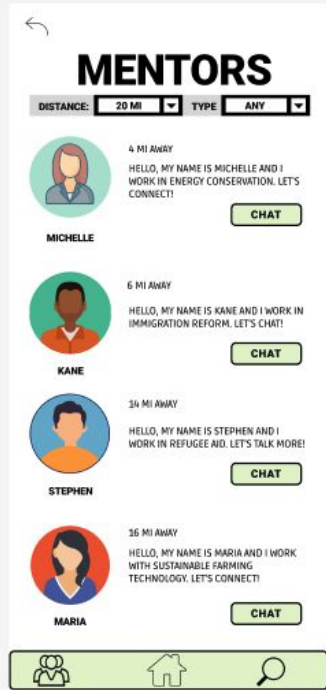 MENTORS
DISTANCE: 20 MI TYPE ANY
4 MI AWAY
HELLO, MY NAME IS MICHELLE AND I
WORK IN ENERGY CONSERVATION. LET'S
CONNECT!
CHAT
MICHELLE
6 MI AWAY
HELLO, MY NAME IS KANE AND I WORK IN
IMMIGRATION REFORM. LET'S CHAT!
CHAT
KANE
14 MI AWAY
HELLO, MY NAME IS STEPHEN AND I
WORK IN REFUGEE AID. LET'S TALK MORE!
CHAT
STEPHEN
16 MI AWAY
HELLO, MY NAME IS MARIA AND I WORK
WITH SUSTAINABLE FARMING
TECHNOLOGY. LET'S CONNECT!
CHAT
MARIA